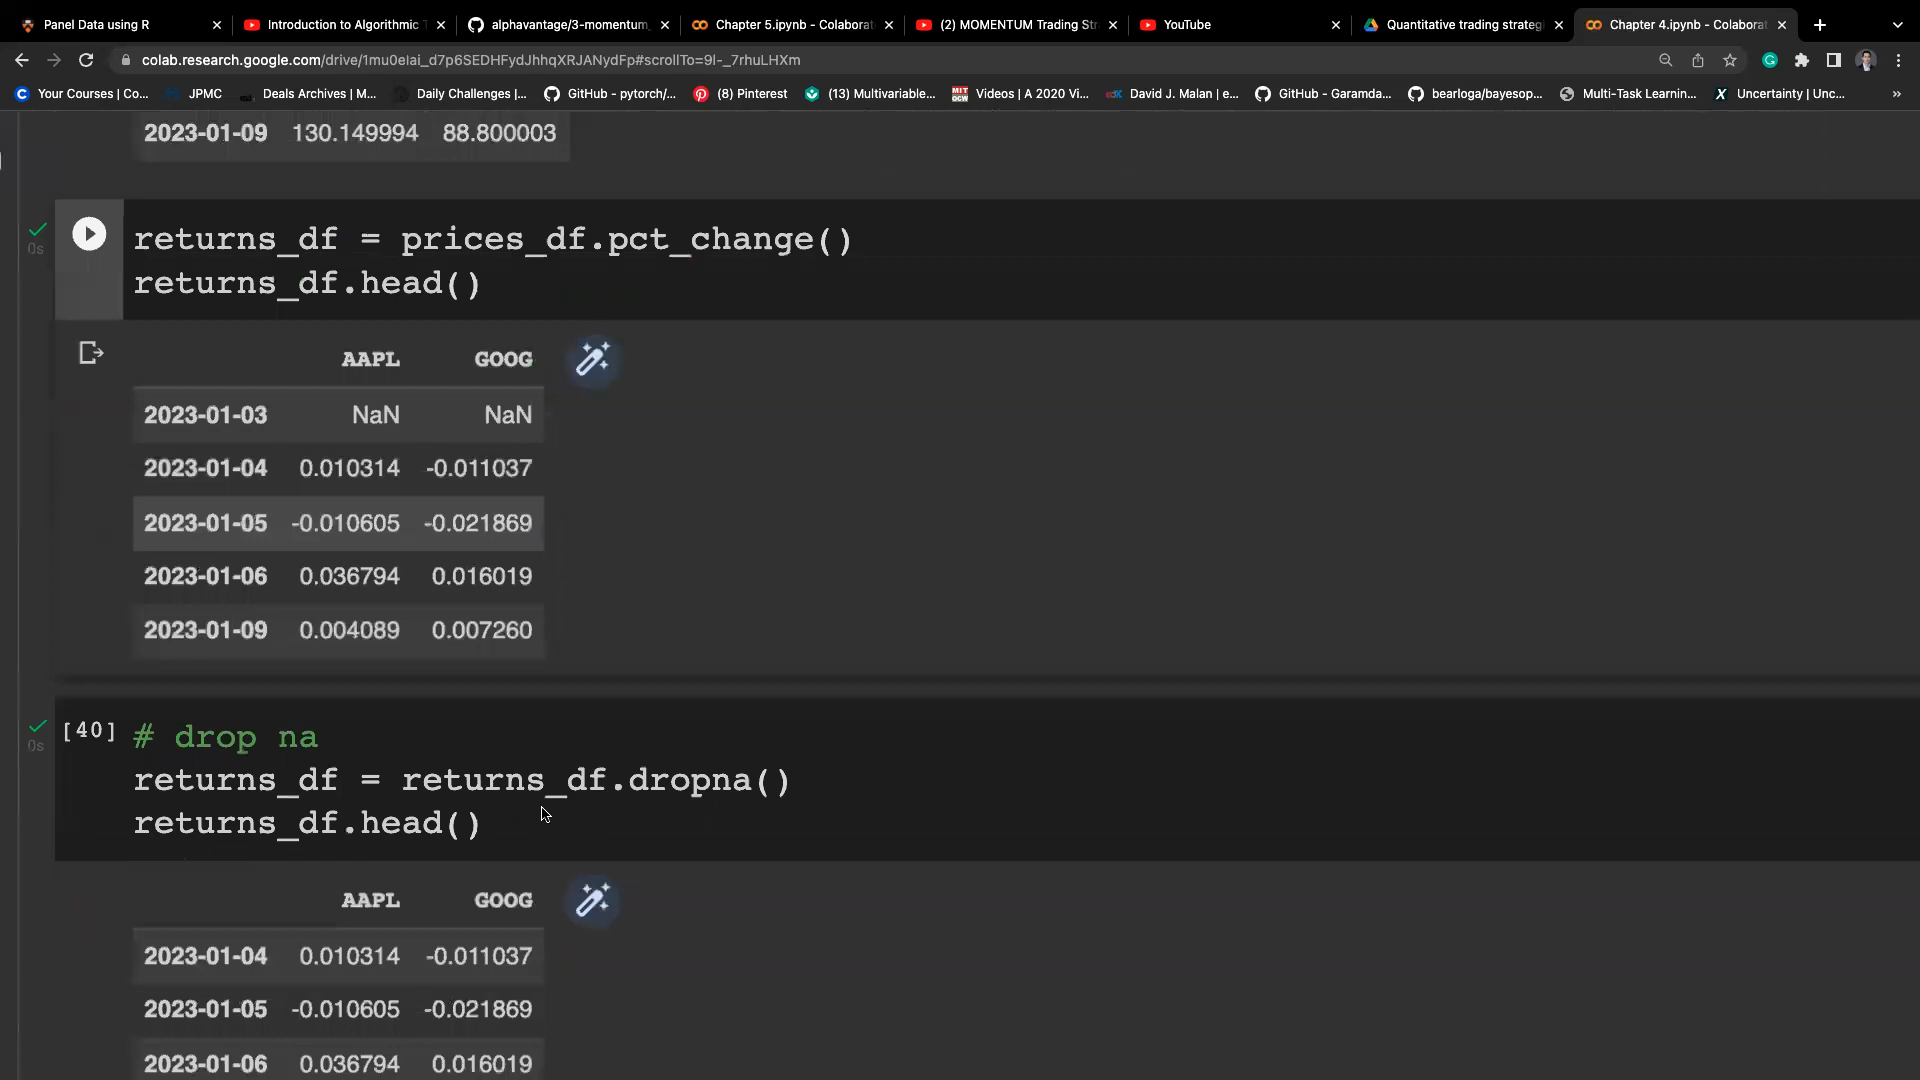 Panel Data using R
Introduction to Algorithmic T
alphavantage/3-momentum_
Chapter 5.ipynb - Colaborat
(2) MOMENTUM Trading Str
YouTube
Quantitative trading strateg
Chapter 4.ipynb - Colaborat
colab.research.google.com/drive/1mu0eIai_d7p6SEDHFydJhhqXRJANydFp#scrollTo=9I-_7rhuLHXm
Your Courses | Co...
JPMC
Deals Archives | M...
Daily Challenges |...
GitHub - pytorch/...
(8) Pinterest
(13) Multivariable...
Videos | A 2020 Vi...
David J. Malan | e...
GitHub - Garamda...
bearloga/bayesop...
Multi-Task Learnin...
Uncertainty | Unc...
2023-01-09 130.149994 88.800003
0s
returns_df = prices_df.pct_change()
returns_df.head()
AAPL GOOG
2023-01-03 NaN NaN
2023-01-04 0.010314 -0.011037
2023-01-05 -0.010605 -0.021869
2023-01-06 0.036794 0.016019
2023-01-09 0.004089 0.007260
0s
[40] # drop na
returns_df = returns_df.dropna()
returns_df.head()
AAPL GOOG
2023-01-04 0.010314 -0.011037
2023-01-05 -0.010605 -0.021869
2023-01-06 0.036794 0.016019